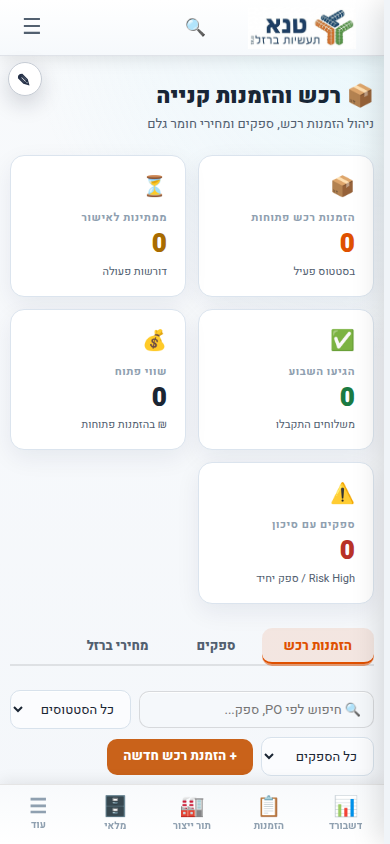 טנא
תעשיות ברזל
רכש והזמנות קנייה
ניהול הזמנות רכש, ספקים ומחירי חומר גלם
הזמנות רכש פתוחות
0
בסטטוס פעיל
ממתינות לאישור
0
דורשות פעולה
הגיעו השבוע
0
משלוחים התקבלו
שווי פתוח
0
₪ בהזמנות פתוחות
ספקים עם סיכון
0
Risk High / ספק יחיד
הזמנות רכש
ספקים
מחירי ברזל
חיפוש לפי PO, ספק...
כל הסטטוסים
כל הספקים
+ הזמנת רכש חדשה
דשבורד
הזמנות
תור ייצור
מלאי
עוד